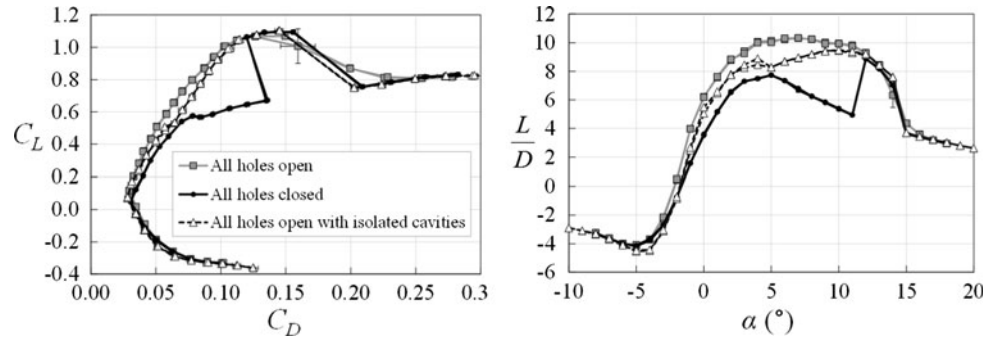 1.2
1.0
0.8
0.6
0.4
0.2
0.0
-0.2
-0.4
C_L
0.00 0.05 0.10 0.15 0.20 0.25 0.3
C_D
All holes open
All holes closed
All holes open with isolated cavities
12
10
8
6
4
2
0
-2
-4
-6
L
D
-10 -5 0 5 10 15 20
α (°)